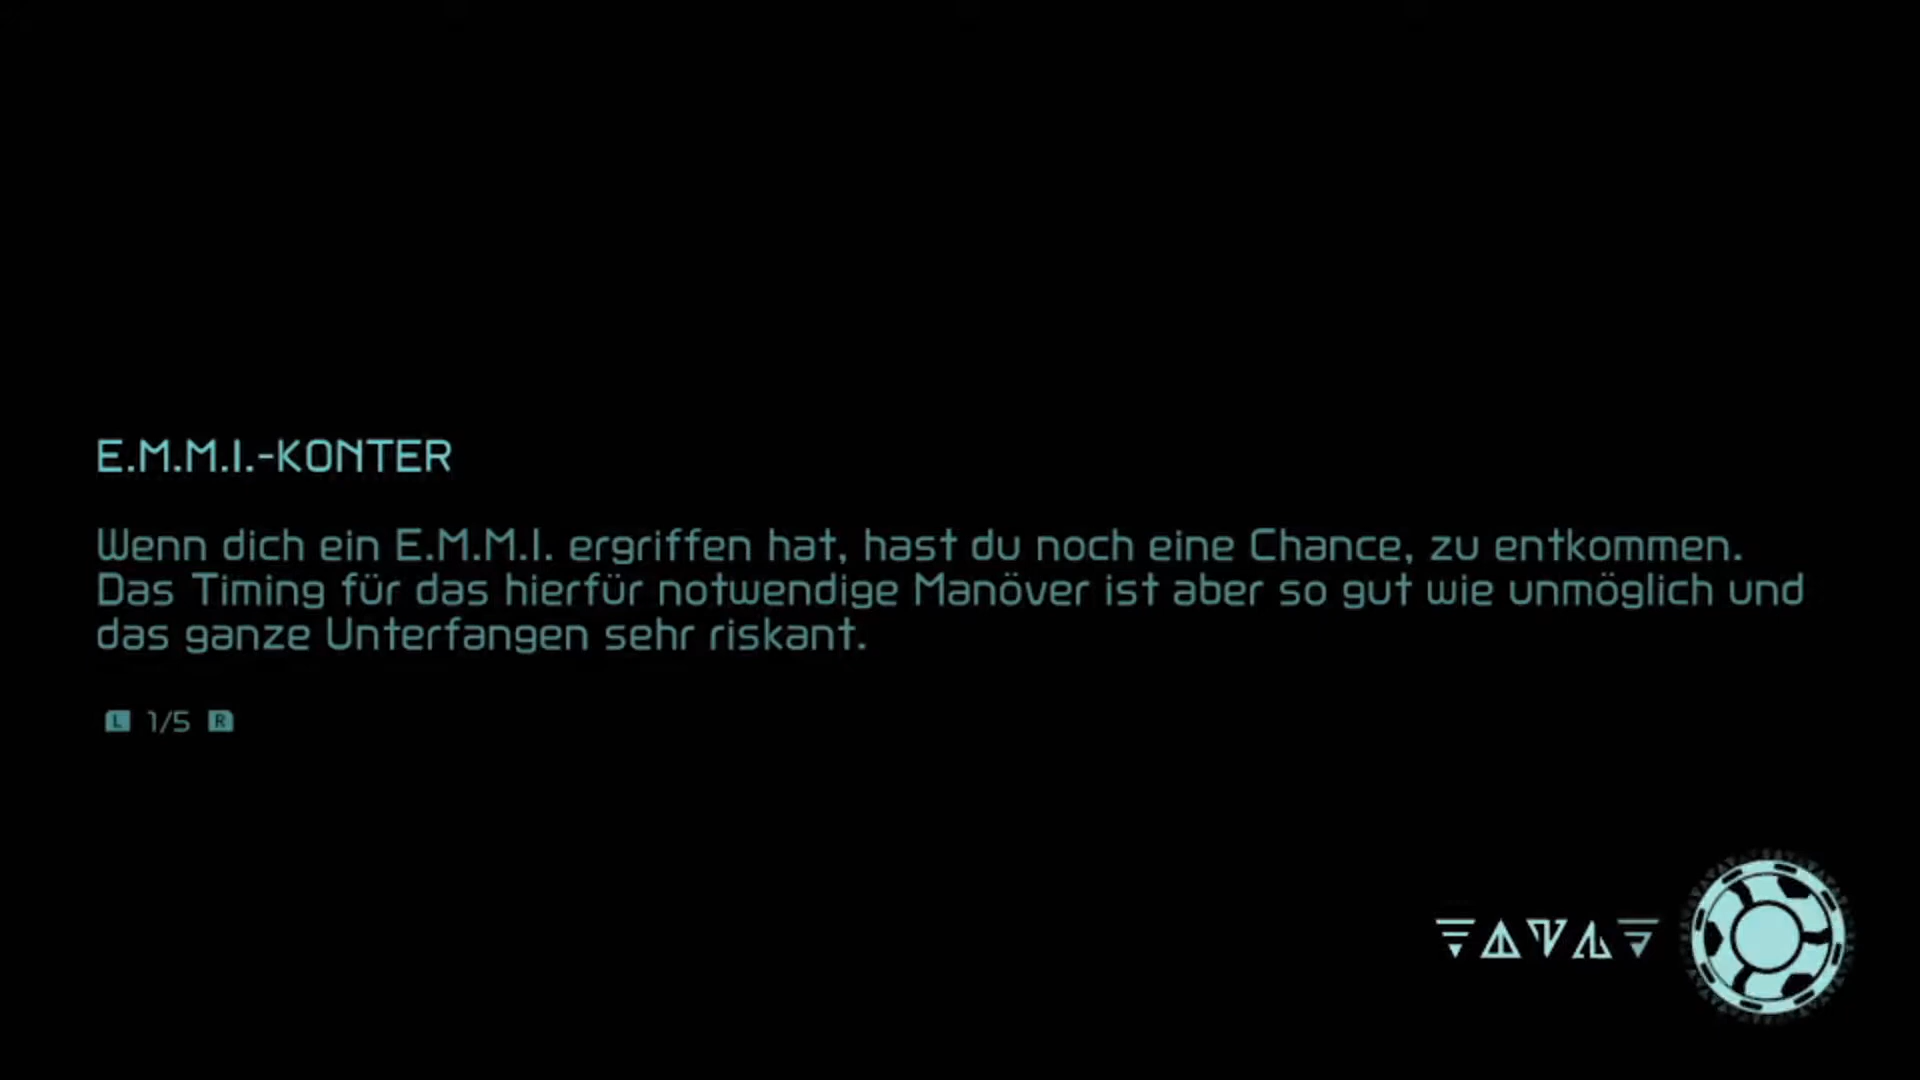 E.M.M.I.-KONTER
Wenn dich ein E.M.M.I. ergriffen hat, hast du noch eine Chance, zu entkommen.
Das Timing für das hierfür notwendige Manöver ist aber so gut wie unmöglich und
das ganze Unterfangen sehr riskant.
L 1/5 R